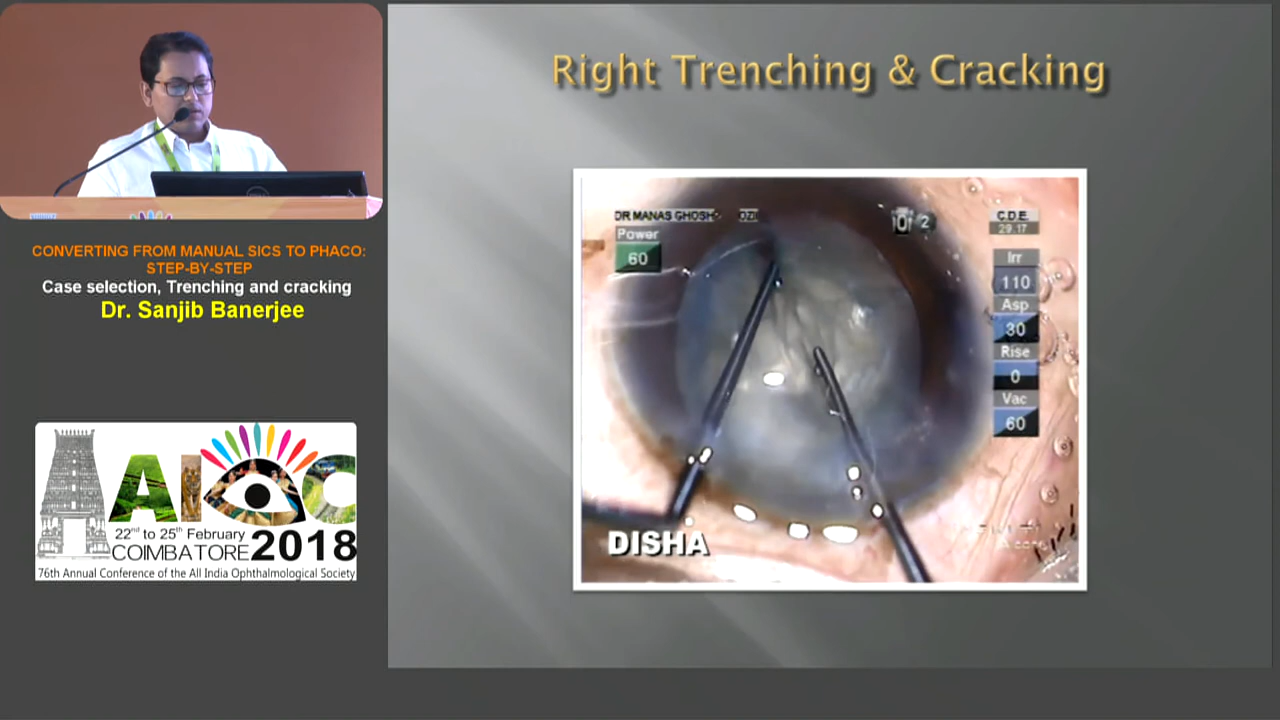 Right Trenching & Cracking
CONVERTING FROM MANUAL SICS TO PHACO:
STEP-BY-STEP
Case selection, Trenching and cracking
Dr. Sanjib Banerjee
AIOC
22nd to 25th February
COIMBATORE 2018
76th Annual Conference of the All India Ophthalmological Society
DR MANAS GHOSH
Power
60
2
C.D.E.
29.17
Irr
110
Asp
30
Rise
0
Vac
60
DISHA